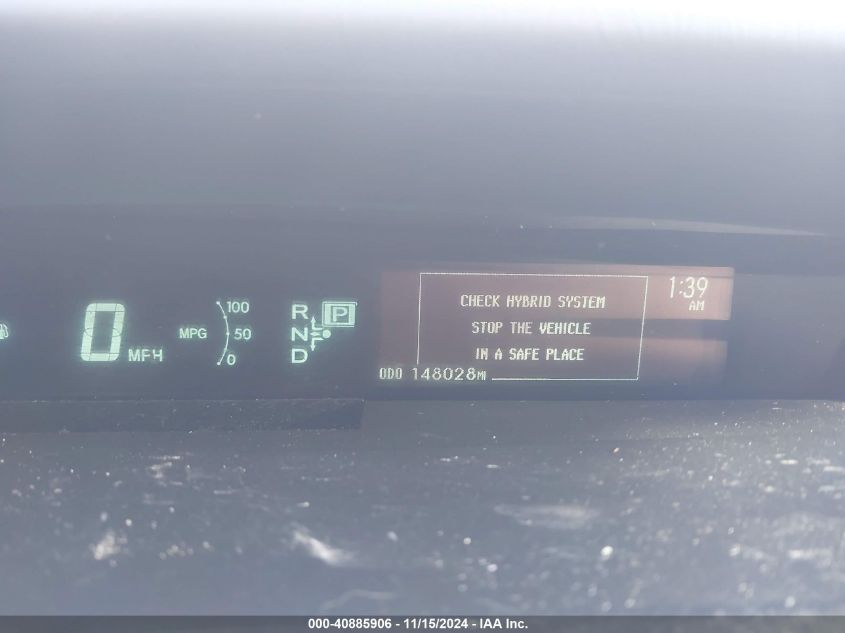 0 MPH
MPG
100
50
0
R
N
D
P
CHECK HYBRID SYSTEM
STOP THE VEHICLE
IN A SAFE PLACE
1:39
AM
ODO 148028MI
000-40885906 - 11/15/2024 - IAA Inc.